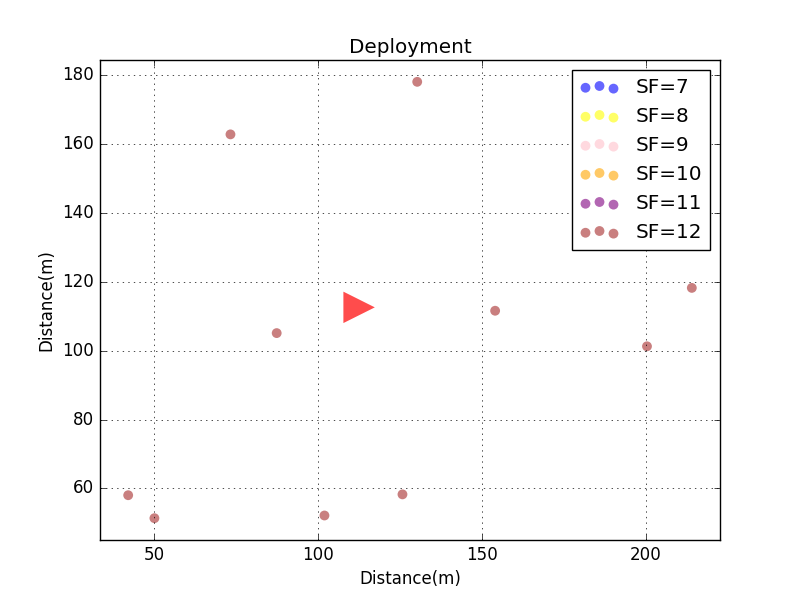 Deployment
180
160
140
120
100
80
60
50
100
150
200
Distance(m)
Distance(m)
SF=7
SF=8
SF=9
SF=10
SF=11
SF=12